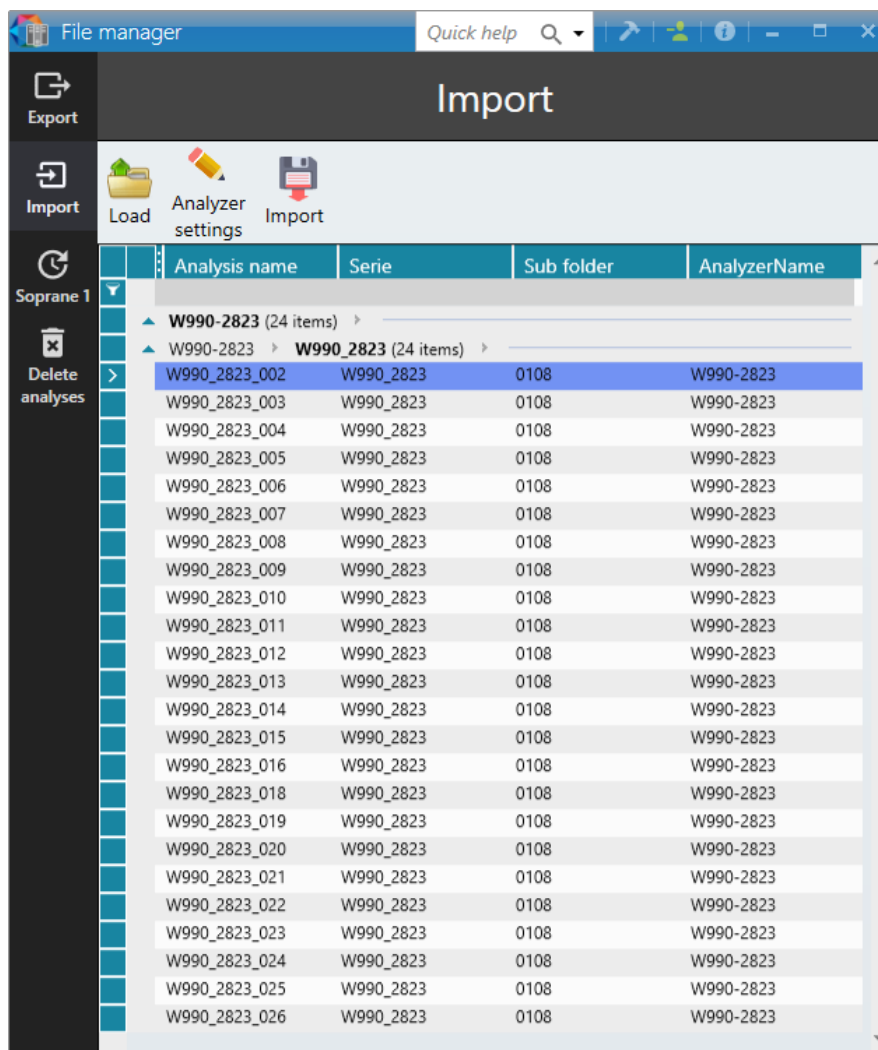 File manager
Quick help
Export
Import
Import
Load
Analyzer settings
Import
Soprane 1
Delete analyses
Analysis name Serie Sub folder AnalyzerName
W990-2823 (24 items)
W990-2823 W990_2823 (24 items)
W990_2823_002 W990_2823 0108 W990-2823
W990_2823_003 W990_2823 0108 W990-2823
W990_2823_004 W990_2823 0108 W990-2823
W990_2823_005 W990_2823 0108 W990-2823
W990_2823_006 W990_2823 0108 W990-2823
W990_2823_007 W990_2823 0108 W990-2823
W990_2823_008 W990_2823 0108 W990-2823
W990_2823_009 W990_2823 0108 W990-2823
W990_2823_010 W990_2823 0108 W990-2823
W990_2823_011 W990_2823 0108 W990-2823
W990_2823_012 W990_2823 0108 W990-2823
W990_2823_013 W990_2823 0108 W990-2823
W990_2823_014 W990_2823 0108 W990-2823
W990_2823_015 W990_2823 0108 W990-2823
W990_2823_016 W990_2823 0108 W990-2823
W990_2823_018 W990_2823 0108 W990-2823
W990_2823_019 W990_2823 0108 W990-2823
W990_2823_020 W990_2823 0108 W990-2823
W990_2823_021 W990_2823 0108 W990-2823
W990_2823_022 W990_2823 0108 W990-2823
W990_2823_023 W990_2823 0108 W990-2823
W990_2823_024 W990_2823 0108 W990-2823
W990_2823_025 W990_2823 0108 W990-2823
W990_2823_026 W990_2823 0108 W990-2823